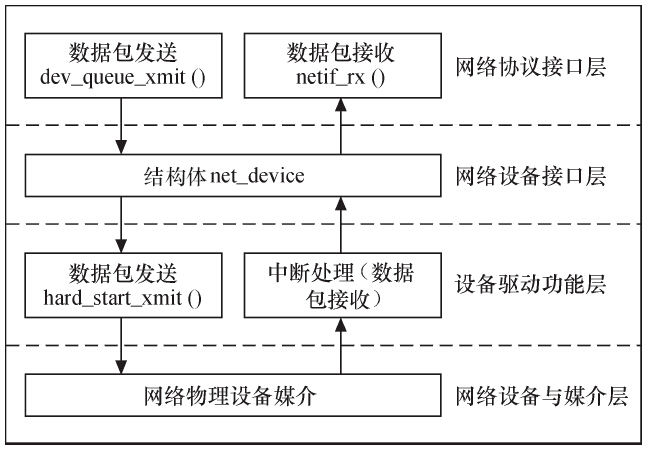 数据包发送
dev_queue_xmit ()
数据包接收
netif_rx ()
网络协议接口层
结构体 net_device
网络设备接口层
数据包发送
hard_start_xmit ()
中断处理（数据
包接收）
设备驱动功能层
网络物理设备媒介
网络设备与媒介层